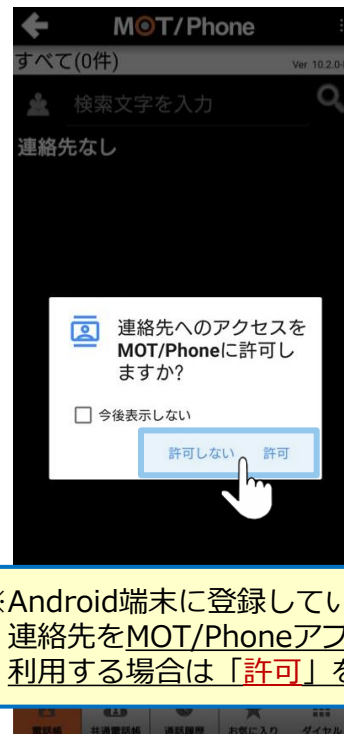 MOT/Phone
すべて(0件)
Ver 10.2.0-
検索文字を入力
連絡先なし
連絡先へのアクセスを
MOT/Phoneに許可し
ますか?
今後表示しない
許可しない 許可
※Android端末に登録してい
連絡先をMOT/Phoneアプ
利用する場合は「許可」を
電話帳 共通電話帳 通話履歴 お気に入り ダイヤル